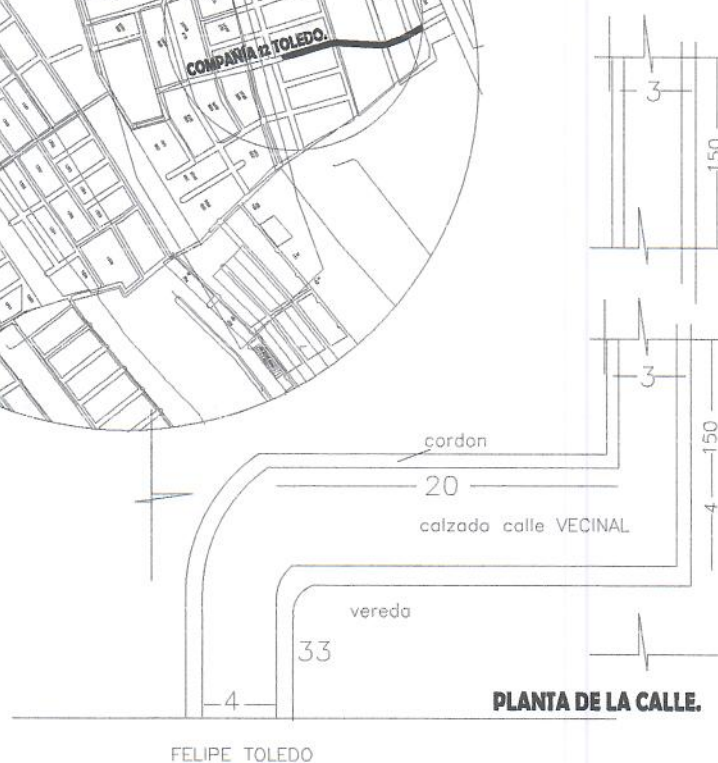 COMPAÑIA 12 TOLEDO.
3
150
3
150
4
cordon
20
calzada calle VECINAL
vereda
33
4
PLANTA DE LA CALLE.
FELIPE TOLEDO